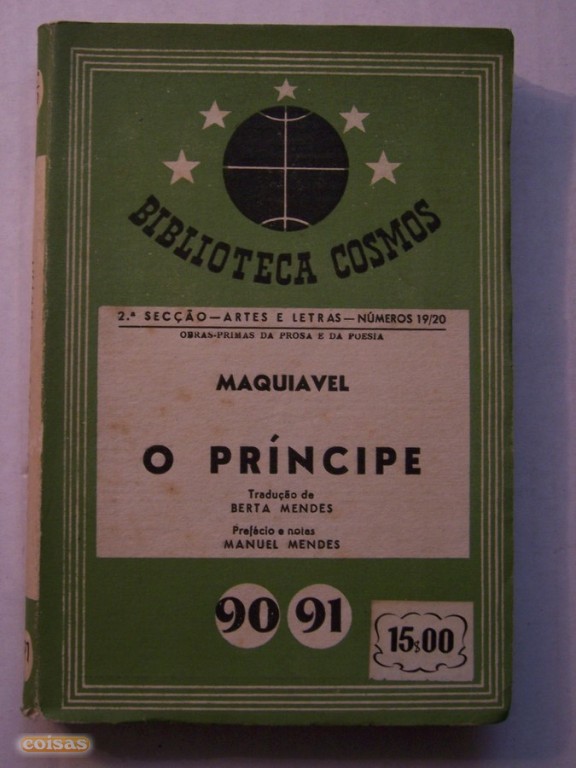 BIBLIOTECA COSMOS
2.ª SECÇÃO—ARTES E LETRAS—NÚMEROS 19/20
OBRAS-PRIMAS DA PROSA E DA POESIA
MAQUIAVEL
O PRÍNCIPE
Tradução de
BERTA MENDES
Prefácio e notas
MANUEL MENDES
90 91
15$00
coisas